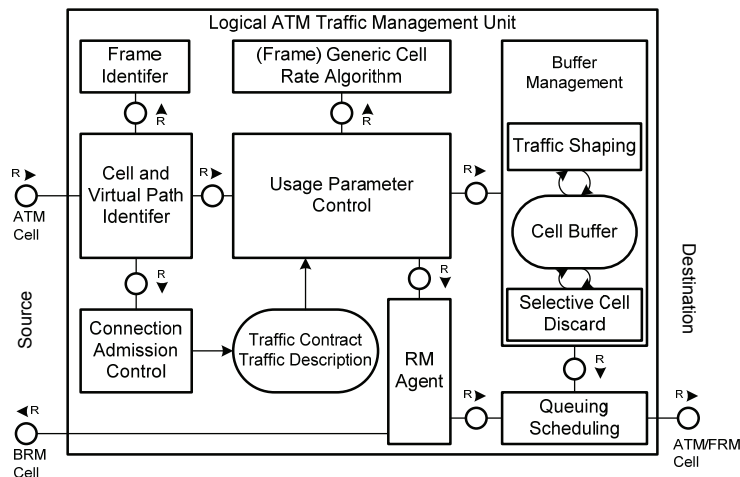 Logical ATM Traffic Management Unit
Frame
Identifer
(Frame) Generic Cell
Rate Algorithm
Buffer
Management
R
R
Traffic Shaping
R
Cell and
Virtual Path
Identifer
R
Usage Parameter
Control
R
ATM
Cell
Cell Buffer
R
R
Source
Destination
Connection
Admission
Control
Traffic Contract
Traffic Description
RM
Agent
Selective Cell
Discard
R
R
R
Queuing
Scheduling
R
BRM
Cell
ATM/FRM
Cell